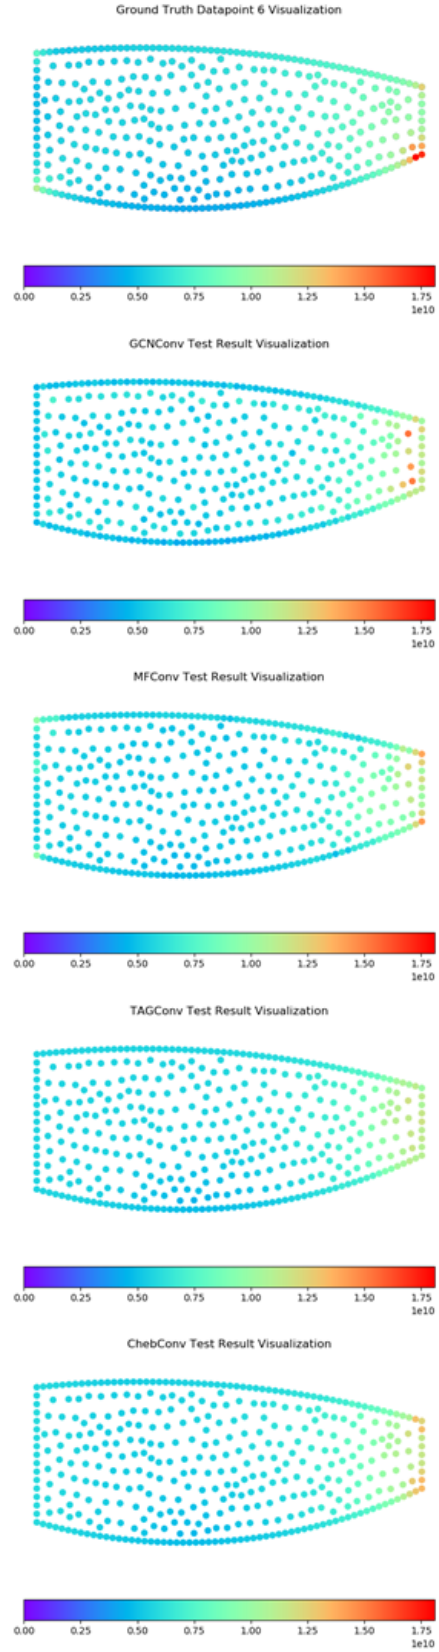 Ground Truth Datapoint 6 Visualization
0.00 0.25 0.50 0.75 1.00 1.25 1.50 1.75
1e10
GCNConv Test Result Visualization
0.00 0.25 0.50 0.75 1.00 1.25 1.50 1.75
1e10
MFConv Test Result Visualization
0.00 0.25 0.50 0.75 1.00 1.25 1.50 1.75
1e10
TAGConv Test Result Visualization
0.00 0.25 0.50 0.75 1.00 1.25 1.50 1.75
1e10
ChebConv Test Result Visualization
0.00 0.25 0.50 0.75 1.00 1.25 1.50 1.75
1e10